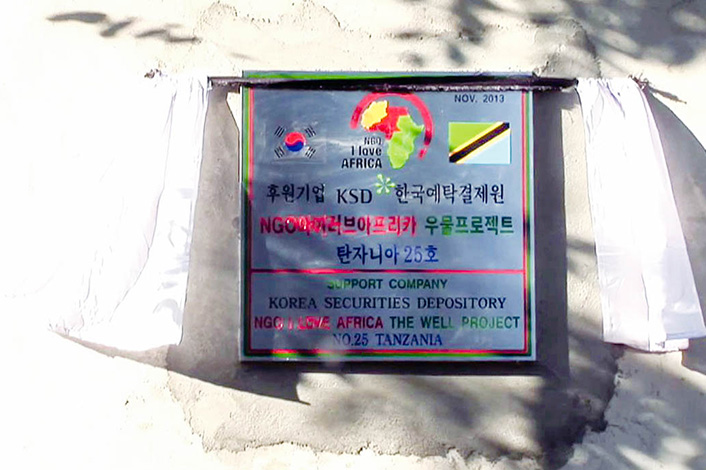 NOV. 2013
NGO
I love
AFRICA
후원기업 KSD 한국예탁결제원
NGO아이러브아프리카 우물프로젝트
탄자니아 25호
SUPPORT COMPANY
KOREA SECURITIES DEPOSITORY
NGO I LOVE AFRICA THE WELL PROJECT
NO.25 TANZANIA